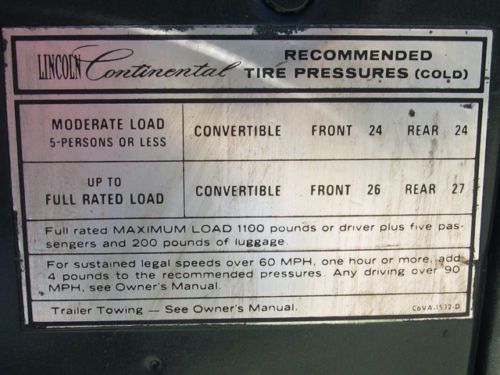 LINCOLN Continental RECOMMENDED
TIRE PRESSURES (COLD)
MODERATE LOAD
5-PERSONS OR LESS
CONVERTIBLE FRONT 24 REAR 24
UP TO
FULL RATED LOAD
CONVERTIBLE FRONT 26 REAR 27
Full rated MAXIMUM LOAD 1100 pounds or driver plus five pas-
sengers and 200 pounds of luggage.
For sustained legal speeds over 60 MPH, one hour or more, add
4 pounds to the recommended pressures. Any driving over 90
MPH, see Owner's Manual.
Trailer Towing — See Owner's Manual.
C6VA-1532-D